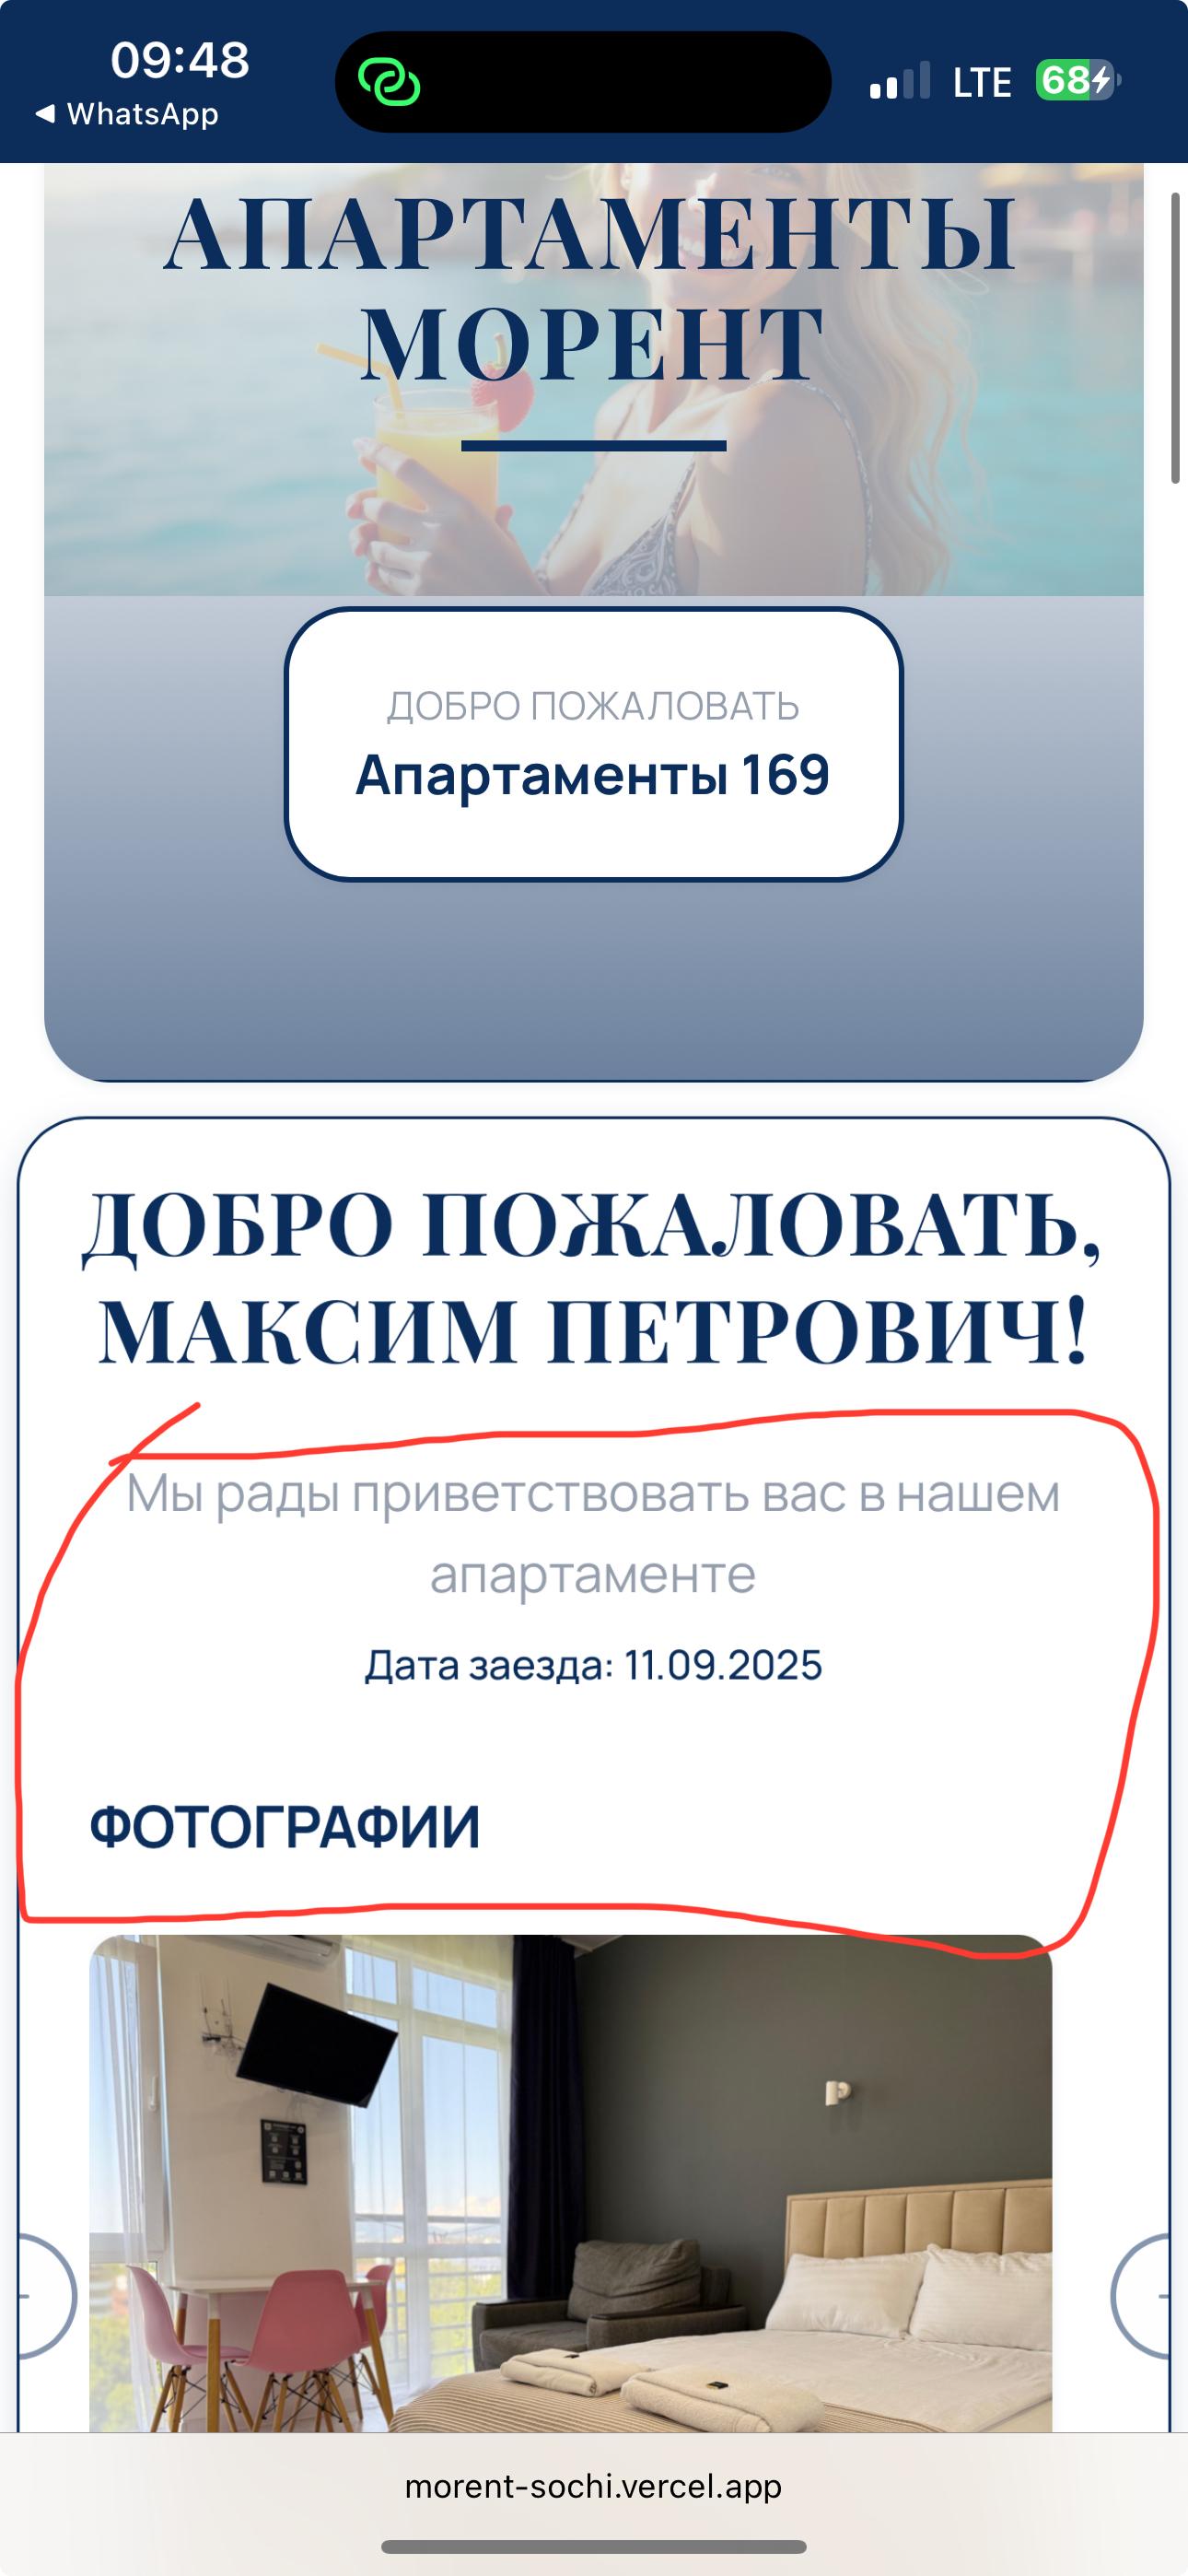 09:48
LTE
68
WhatsApp
АПАРТАМЕНТЫ
МОРЕНТ
ДОБРО ПОЖАЛОВАТЬ
Апартаменты 169
ДОБРО ПОЖАЛОВАТЬ,
МАКСИМ ПЕТРОВИЧ!
Мы рады приветствовать вас в нашем
апартаменте
Дата заезда: 11.09.2025
ФОТОГРАФИИ
morent-sochi.vercel.app